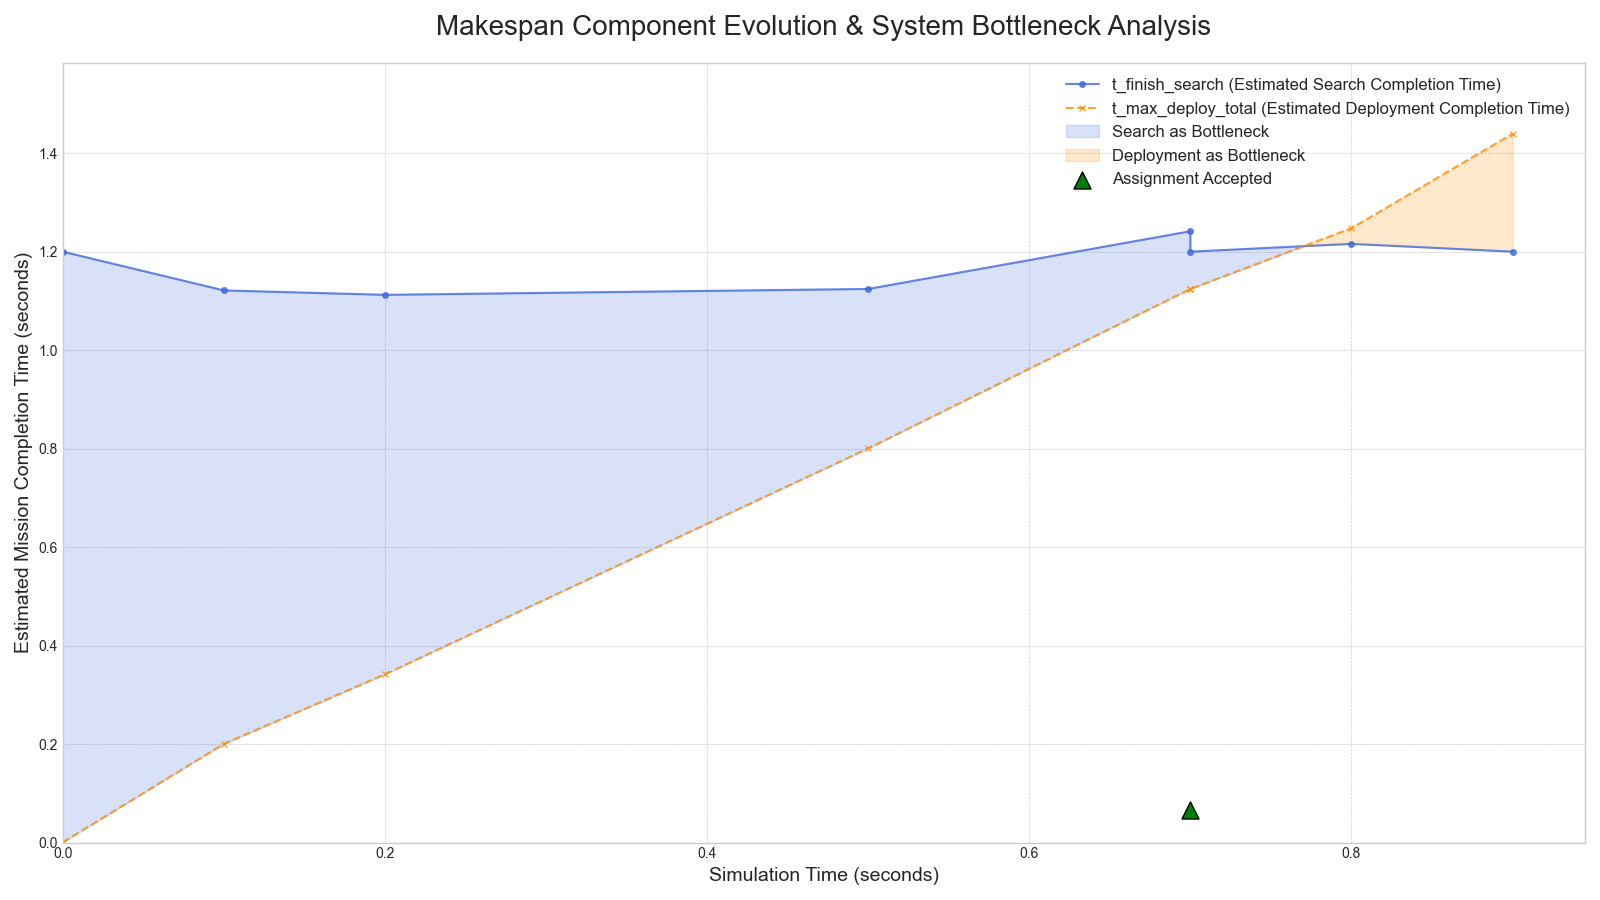 Makespan Component Evolution & System Bottleneck Analysis
t_finish_search (Estimated Search Completion Time)
t_max_deploy_total (Estimated Deployment Completion Time)
Search as Bottleneck
Deployment as Bottleneck
Assignment Accepted
Estimated Mission Completion Time (seconds)
1.4
1.2
1.0
0.8
0.6
0.4
0.2
0.0
0.0 0.2 0.4 0.6 0.8
Simulation Time (seconds)